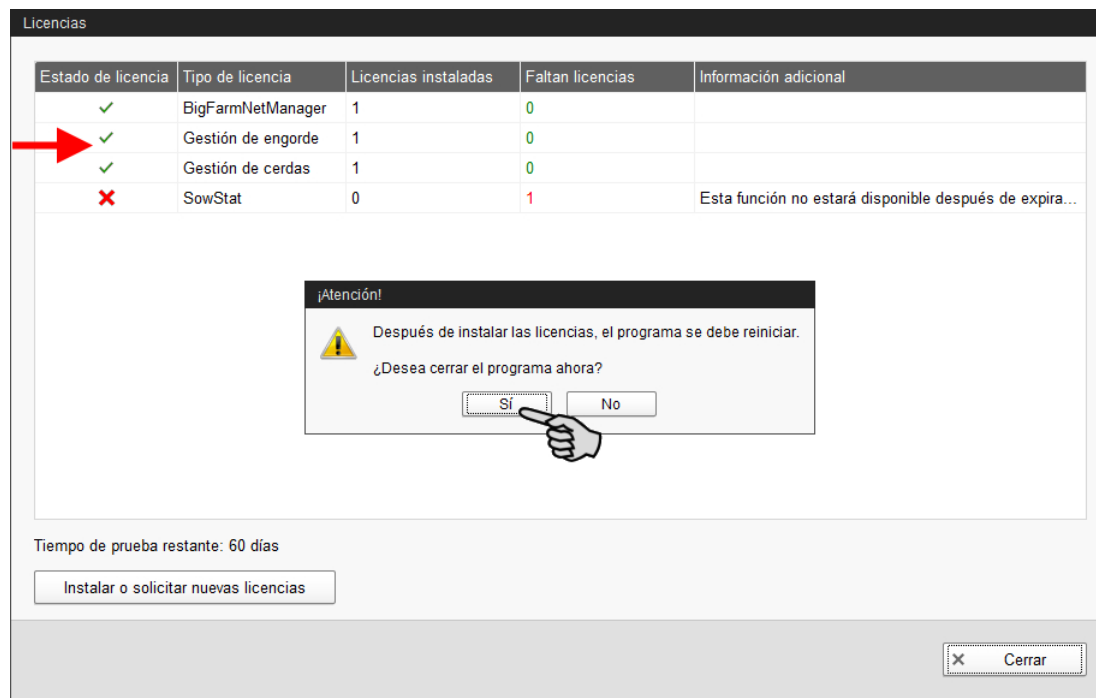 Licencias
Estado de licencia Tipo de licencia Licencias instaladas Faltan licencias Información adicional
BigFarmNetManager 1 0
Gestión de engorde 1 0
Gestión de cerdas 1 0
SowStat 0 1 Esta función no estará disponible después de expira...
¡Atención!
Después de instalar las licencias, el programa se debe reiniciar.
¿Desea cerrar el programa ahora?
Sí No
Tiempo de prueba restante: 60 días
Instalar o solicitar nuevas licencias
Cerrar